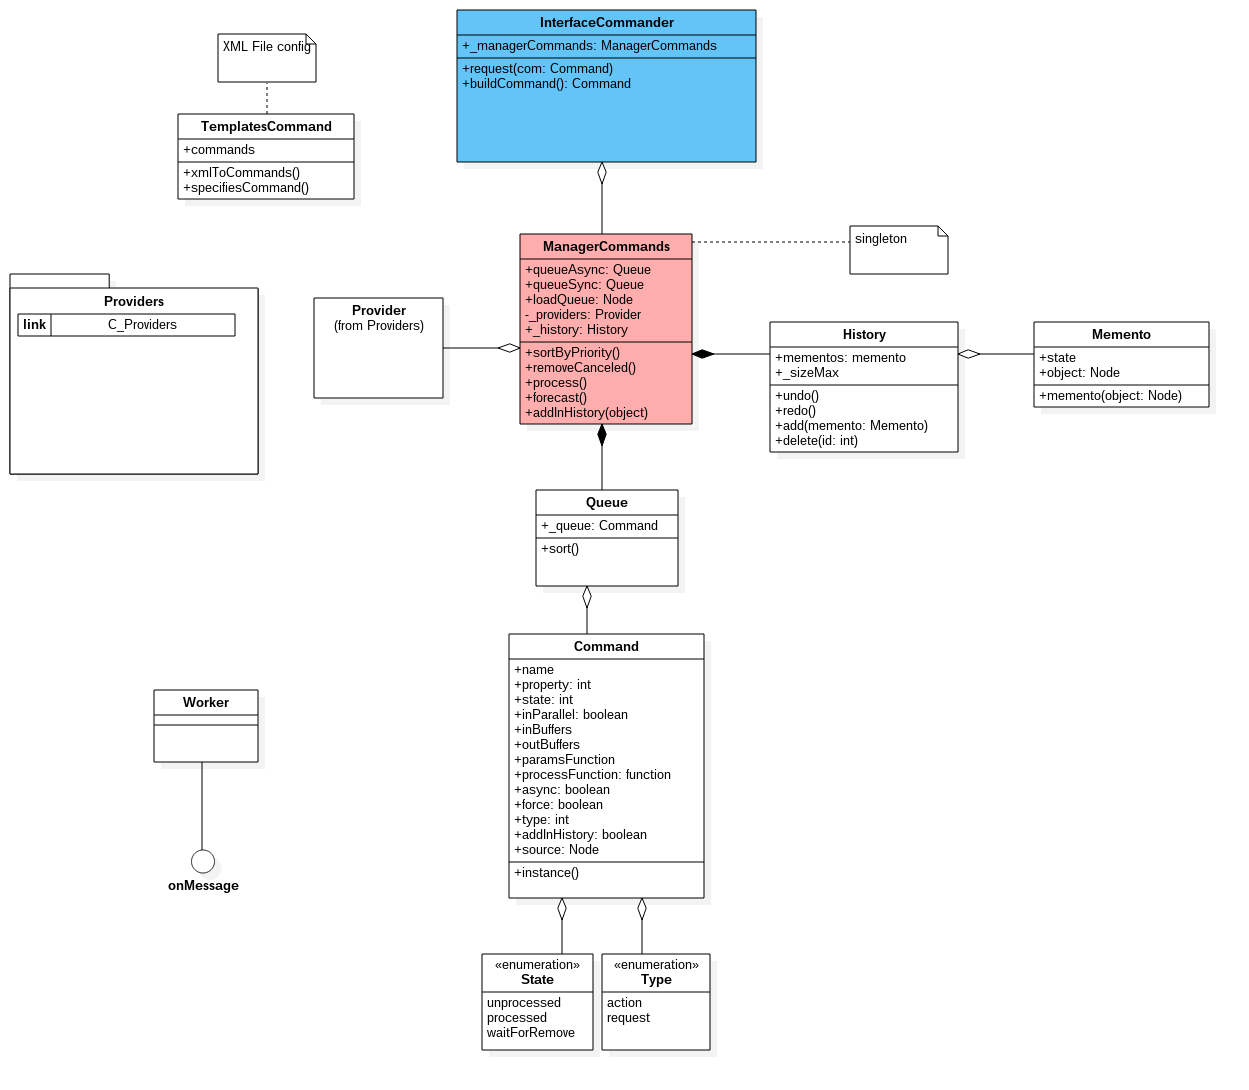 InterfaceCommander
+_managerCommands: ManagerCommands
+request(com: Command)
+buildCommand(): Command
XML File config
TemplatesCommand
+commands
+xmlToCommands()
+specifiesCommand()
singleton
ManagerCommands
+queueAsync: Queue
+queueSync: Queue
+loadQueue: Node
-_providers: Provider
+_history: History
+sortByPriority()
+removeCanceled()
+process()
+forecast()
+addInHistory(object)
Providers
link C_Providers
Provider
(from Providers)
History
+mementos: memento
+_sizeMax
+undo()
+redo()
+add(memento: Memento)
+delete(id: int)
Memento
+state
+object: Node
+memento(object: Node)
Queue
+_queue: Command
+sort()
Command
+name
+property: int
+state: int
+inParallel: boolean
+inBuffers
+outBuffers
+paramsFunction
+processFunction: function
+async: boolean
+force: boolean
+type: int
+addInHistory: boolean
+source: Node
+instance()
Worker
onMessage
«enumeration»
State
unprocessed
processed
waitForRemove
«enumeration»
Type
action
request